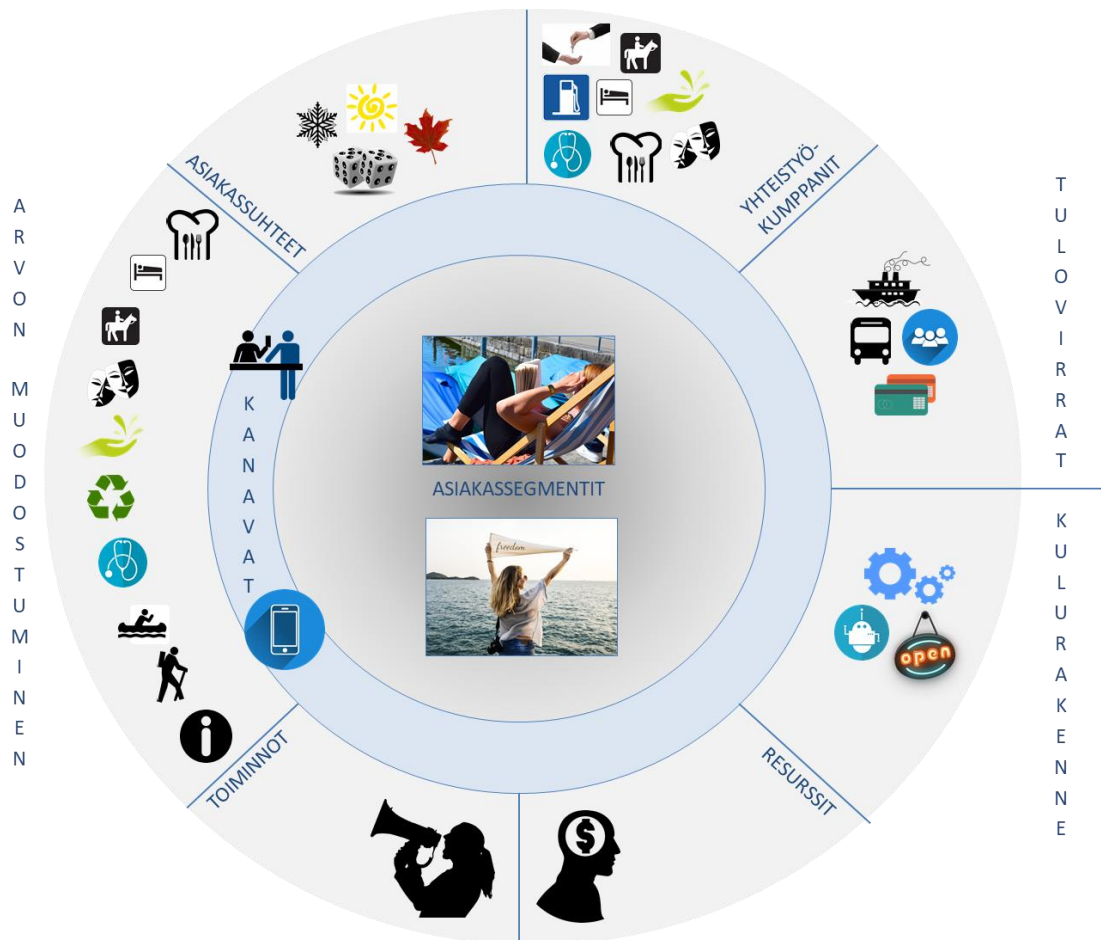 ASIAKASSUHTEET
YHTEISTYÖ-
KUMPPANIT
ARVON MUODOSTUMINEN
TULOVIRRAT
KANAVAT
ASIAKASSEGMENTIT
freedom
KULURAKENNE
open
TOIMINNOT
RESURSSIT
$
i